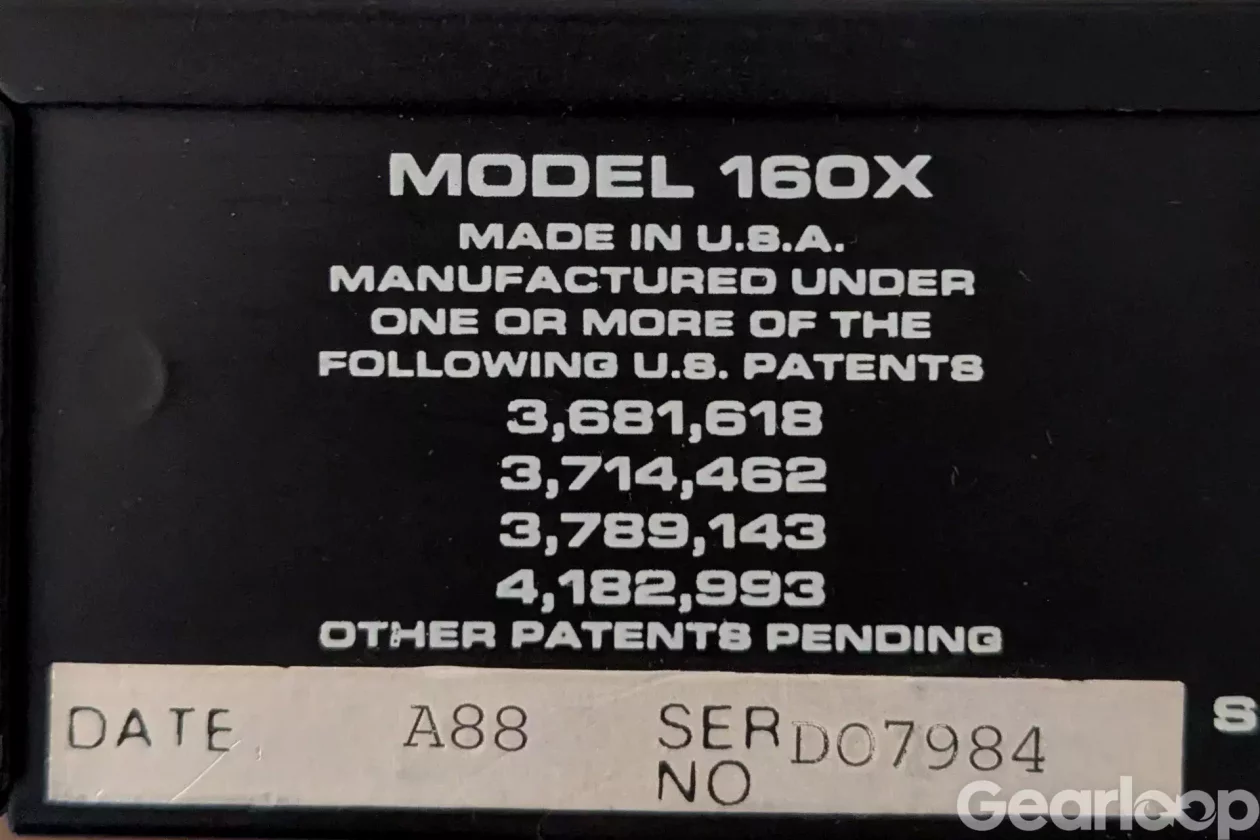 MODEL 160X
MADE IN U.S.A.
MANUFACTURED UNDER
ONE OR MORE OF THE
FOLLOWING U.S. PATENTS
3,681,618
3,714,462
3,789,143
4,182,993
OTHER PATENTS PENDING
DATE A88 SER NO D07984
S
Gearloop